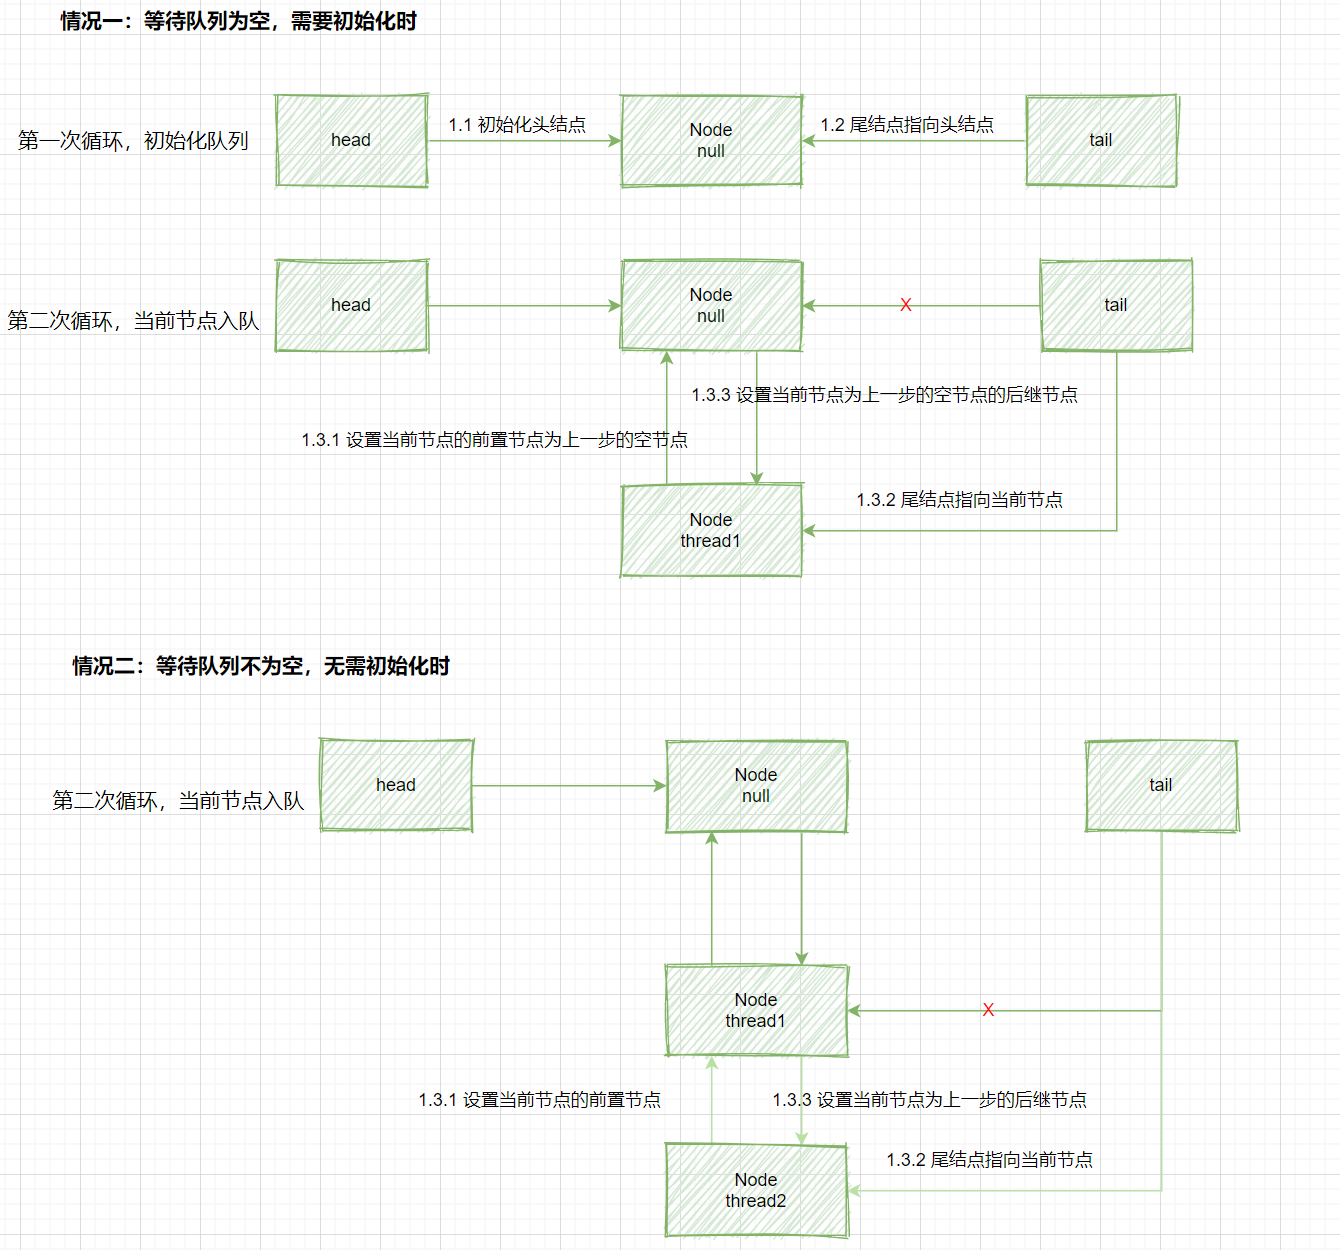 情况一：等待队列为空，需要初始化时
第一次循环，初始化队列
head
1.1 初始化头结点
Node
null
1.2 尾结点指向头结点
tail
第二次循环，当前节点入队
head
Node
null
X
tail
1.3.3 设置当前节点为上一步的空节点的后继节点
1.3.1 设置当前节点的前置节点为上一步的空节点
Node
thread1
1.3.2 尾结点指向当前节点
情况二：等待队列不为空，无需初始化时
第二次循环，当前节点入队
head
Node
null
tail
Node
thread1
X
1.3.1 设置当前节点的前置节点
1.3.3 设置当前节点为上一步的后继节点
Node
thread2
1.3.2 尾结点指向当前节点